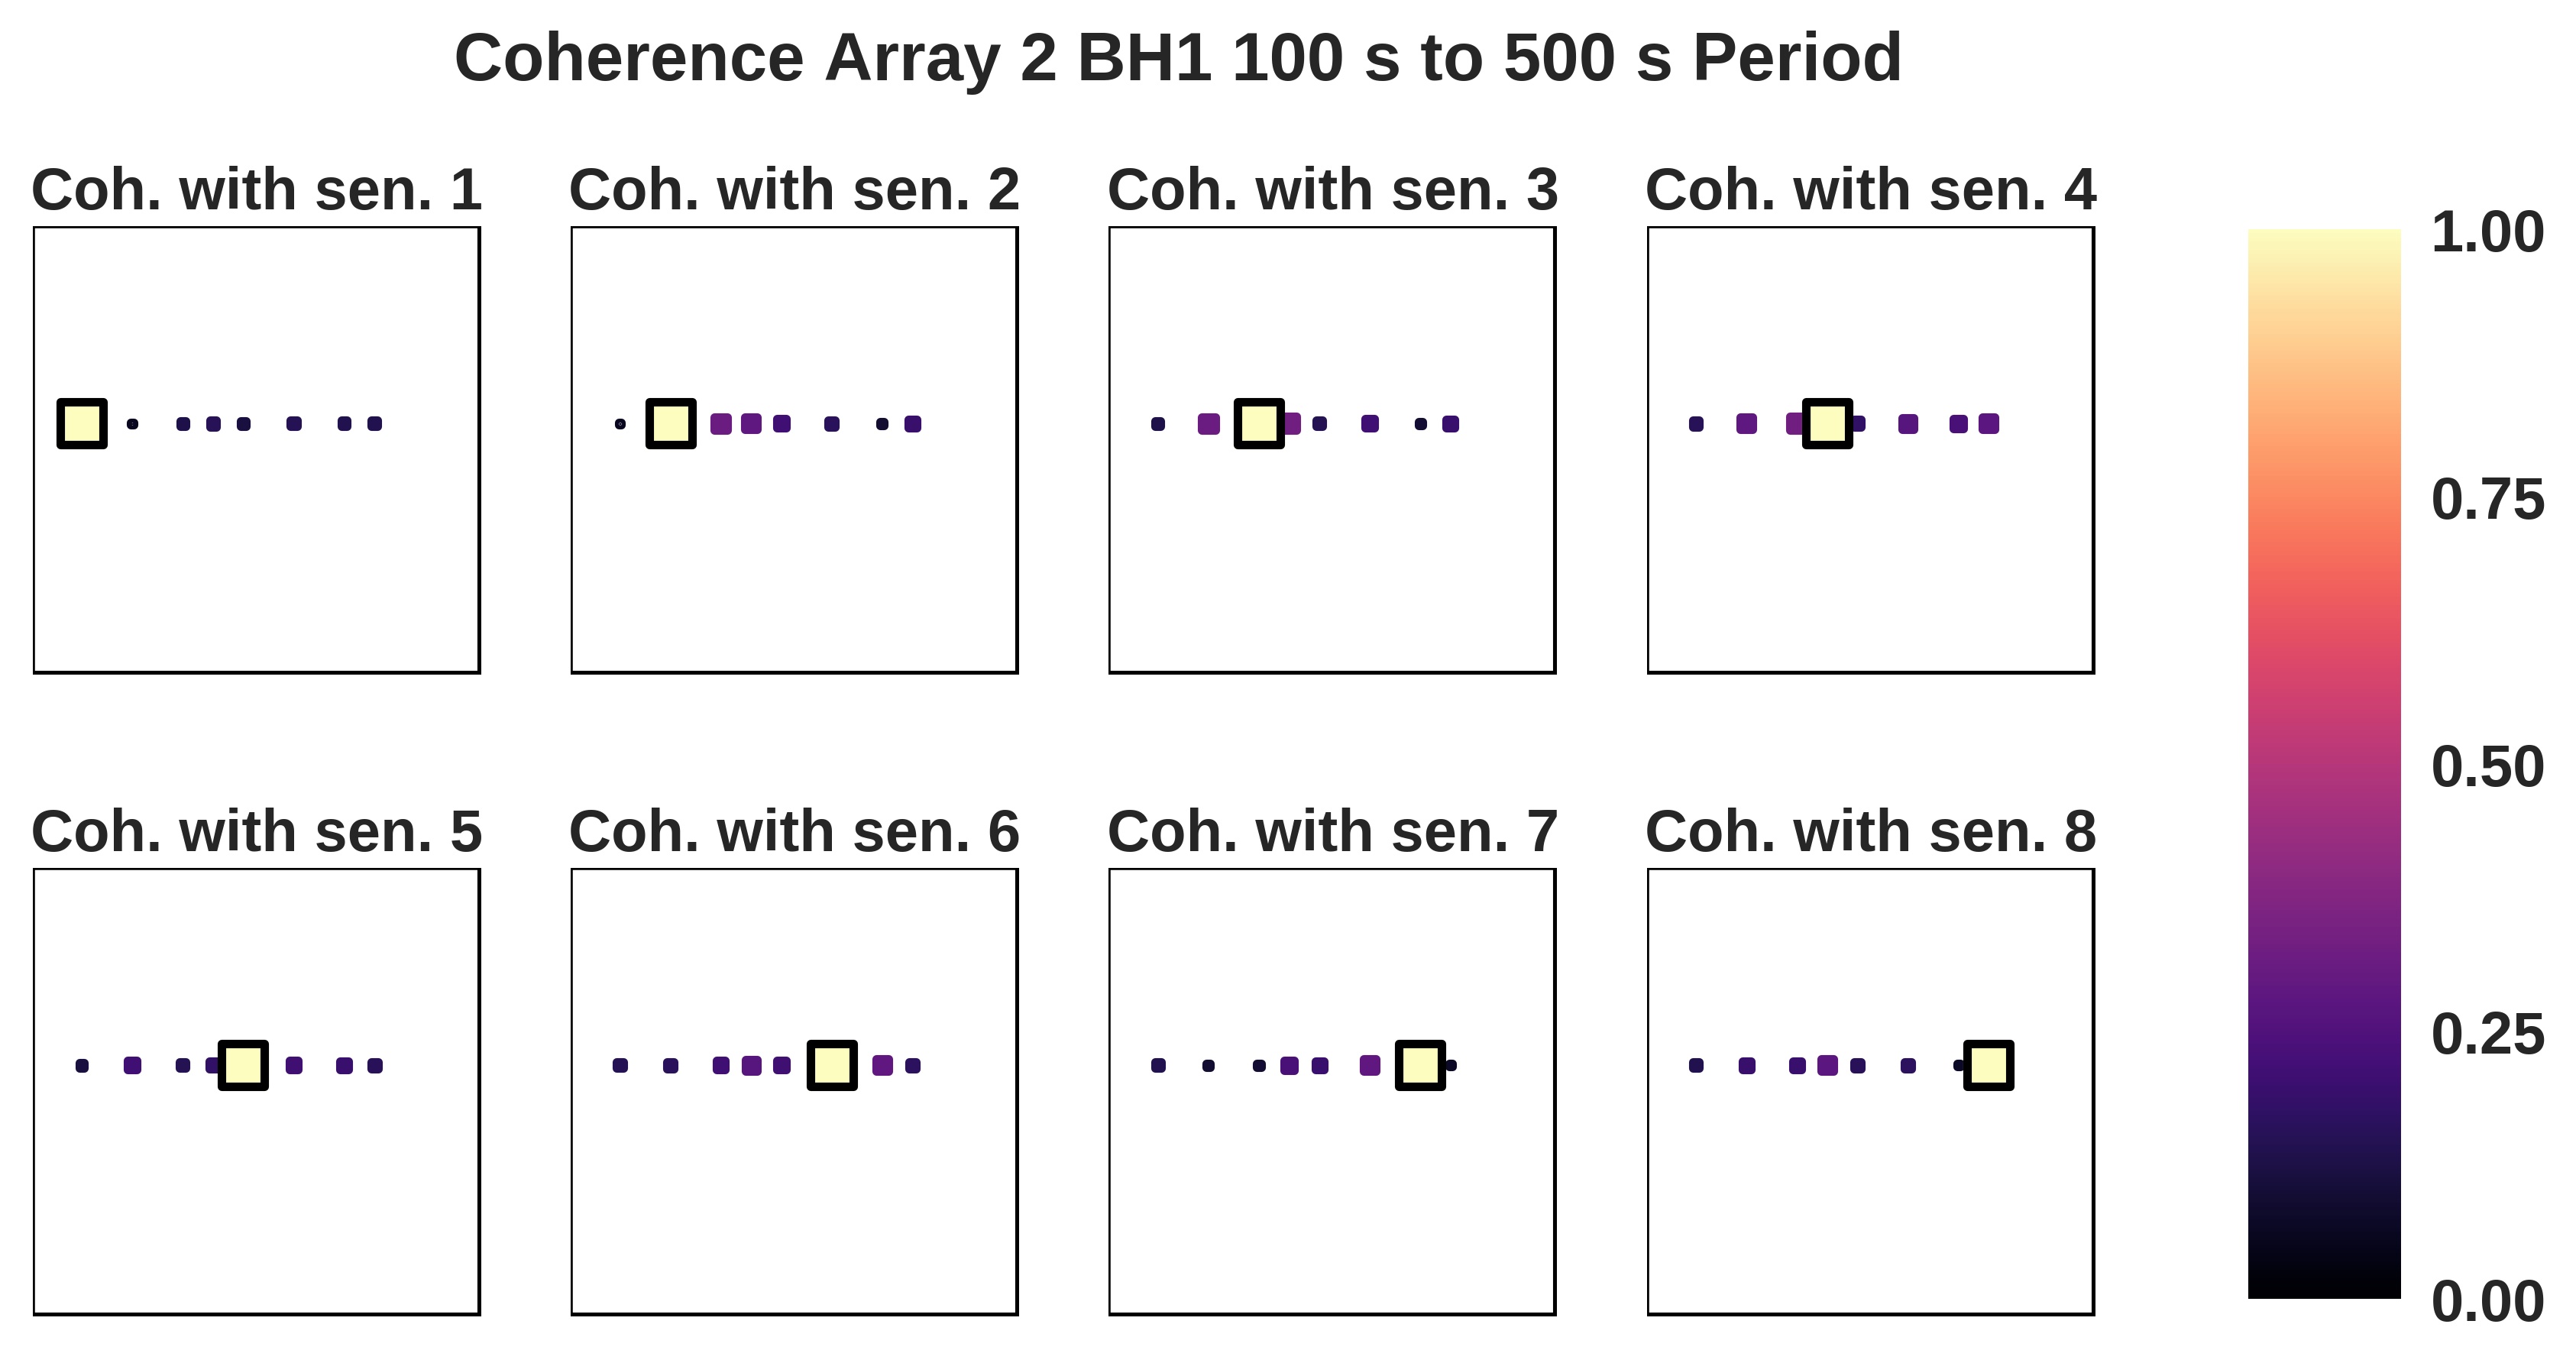 Coherence Array 2 BH1 100 s to 500 s Period
Coh. with sen. 1
Coh. with sen. 2
Coh. with sen. 3
Coh. with sen. 4
Coh. with sen. 5
Coh. with sen. 6
Coh. with sen. 7
Coh. with sen. 8
1.00
0.75
0.50
0.25
0.00